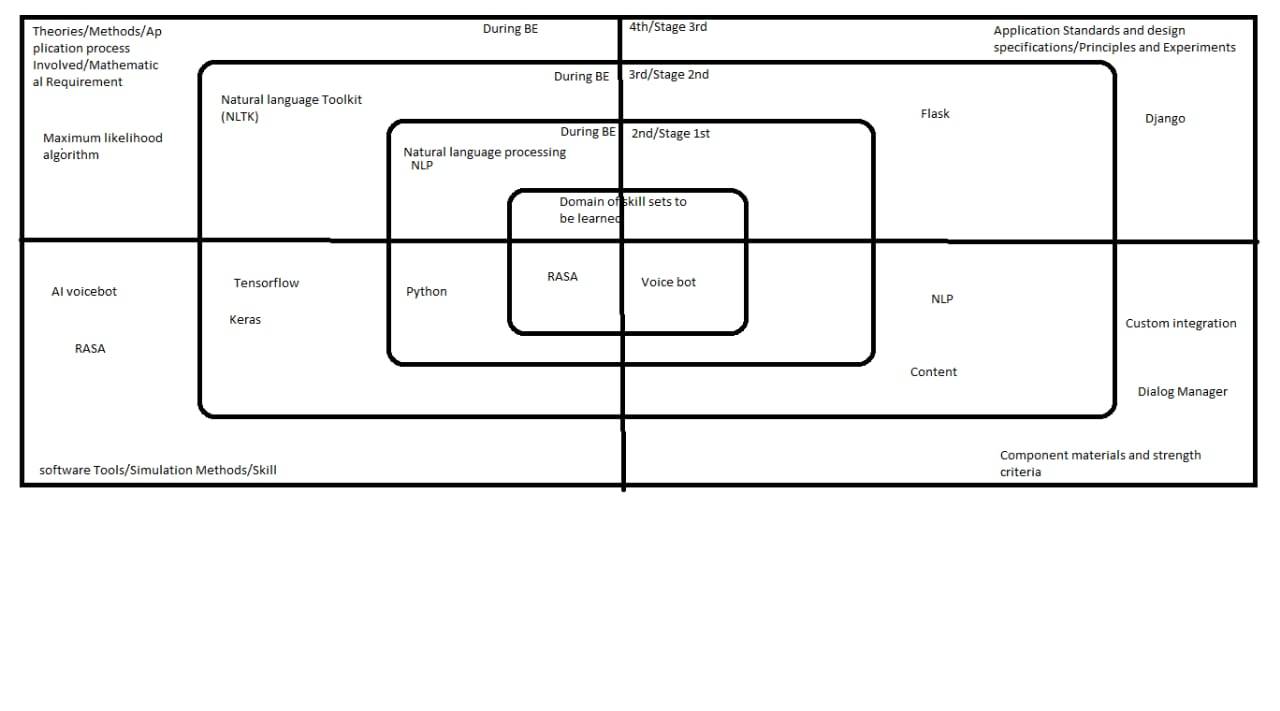 Theories/Methods/Ap
plication process
Involved/Mathematic
al Requirement
During BE
4th/Stage 3rd
Application Standards and design
specifications/Principles and Experiments
During BE
3rd/Stage 2nd
Natural language Toolkit
(NLTK)
Flask
Django
Maximum likelihood
algorithm
During BE
2nd/Stage 1st
Natural language processing
NLP
Domain of skill sets to
be learned
AI voicebot
RASA
Tensorflow
Keras
Python
RASA
Voice bot
NLP
Content
Custom integration
Dialog Manager
software Tools/Simulation Methods/Skill
Component materials and strength
criteria